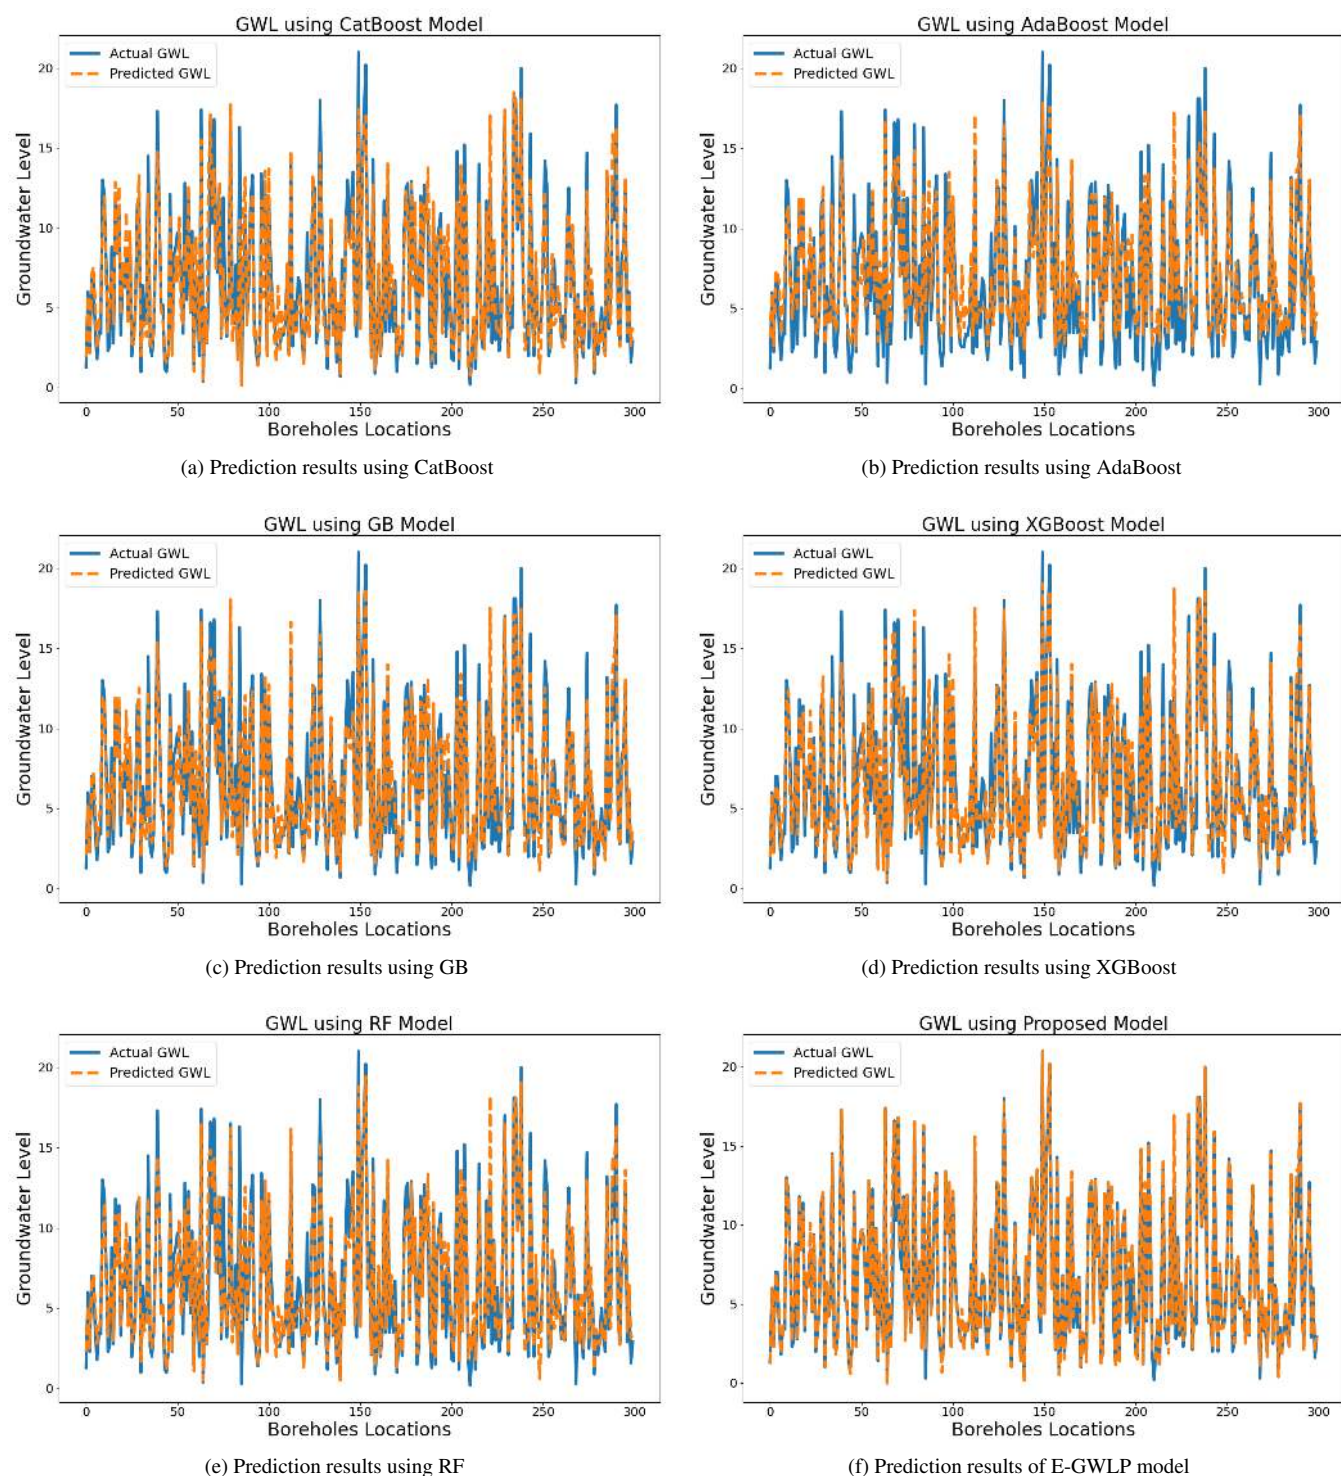 GWL using CatBoost Model
Actual GWL
Predicted GWL
Groundwater Level
20
15
10
5
0
0 50 100 150 200 250 300
Boreholes Locations
(a) Prediction results using CatBoost
GWL using AdaBoost Model
Actual GWL
Predicted GWL
Groundwater Level
20
15
10
5
0
0 50 100 150 200 250 300
Boreholes Locations
(b) Prediction results using AdaBoost
GWL using GB Model
Actual GWL
Predicted GWL
Groundwater Level
20
15
10
5
0
0 50 100 150 200 250 300
Boreholes Locations
(c) Prediction results using GB
GWL using XGBoost Model
Actual GWL
Predicted GWL
Groundwater Level
20
15
10
5
0
0 50 100 150 200 250 300
Boreholes Locations
(d) Prediction results using XGBoost
GWL using RF Model
Actual GWL
Predicted GWL
Groundwater Level
20
15
10
5
0
0 50 100 150 200 250 300
Boreholes Locations
(e) Prediction results using RF
GWL using Proposed Model
Actual GWL
Predicted GWL
Groundwater Level
20
15
10
5
0
0 50 100 150 200 250 300
Boreholes Locations
(f) Prediction results of E-GWLP model